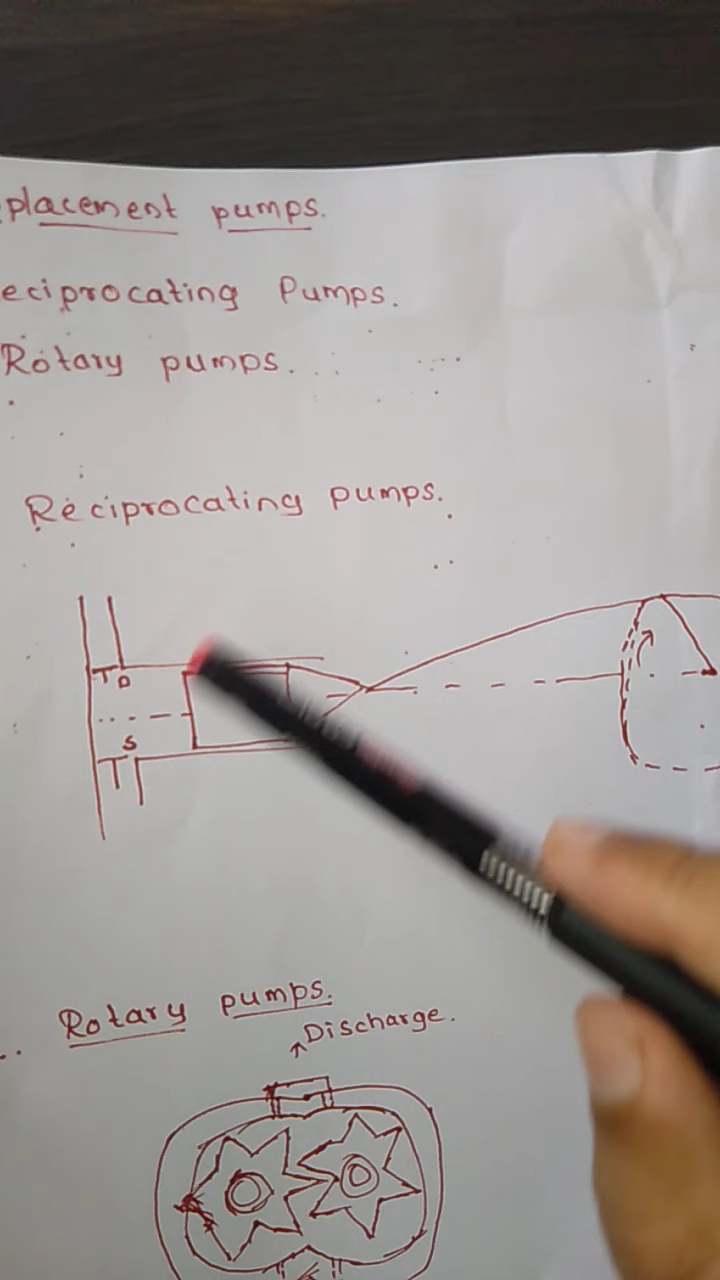 placement pumps.
eciprocating Pumps.
Rotary pumps.
Reciprocating pumps.
D
S
Rotary pumps.
Discharge.